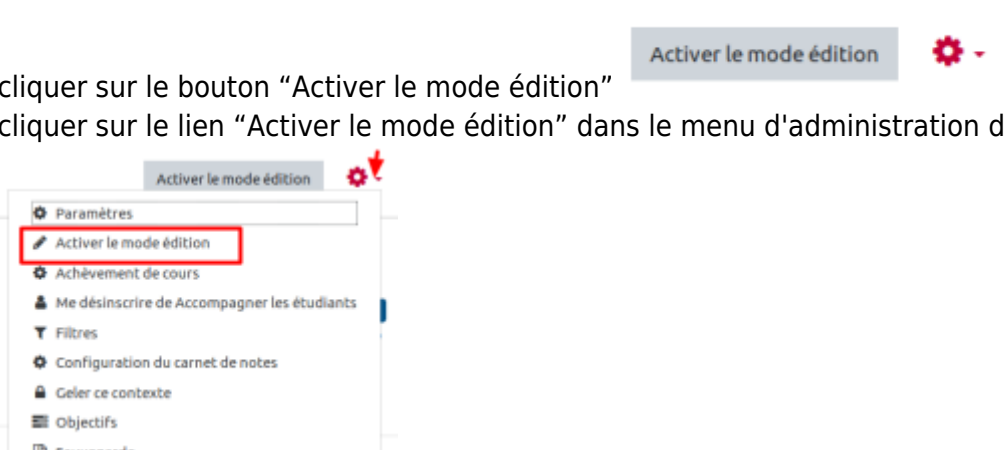 Activer le mode édition
cliquer sur le bouton “Activer le mode édition”
cliquer sur le lien “Activer le mode édition” dans le menu d'administration d
Activer le mode édition
Paramètres
Activer le mode édition
Achèvement de cours
Me désinscrire de Accompagner les étudiants
Filtres
Configuration du carnet de notes
Geler ce contexte
Objectifs